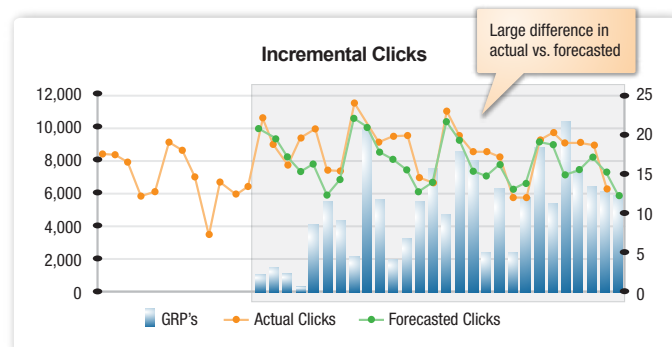 Large difference in
actual vs. forecasted
Incremental Clicks
12,000
10,000
8,000
6,000
4,000
2,000
0
25
20
15
10
5
0
GRP's
Actual Clicks
Forecasted Clicks